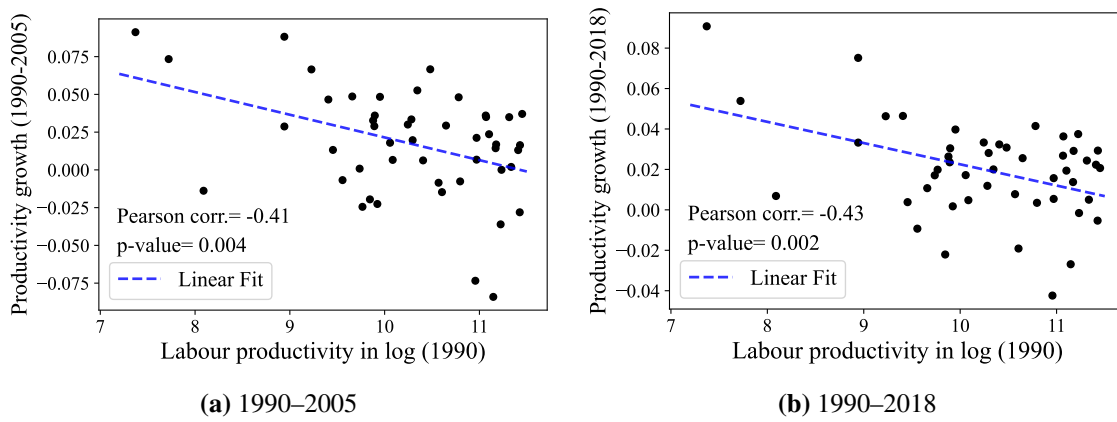 Productivity growth (1990-2005)
0.075
0.050
0.025
0.000
−0.025
−0.050
−0.075
Pearson corr.= -0.41
p-value= 0.004
Linear Fit
7 8 9 10 11
Labour productivity in log (1990)
(a) 1990–2005
Productivity growth (1990-2018)
0.08
0.06
0.04
0.02
0.00
−0.02
−0.04
Pearson corr.= -0.43
p-value= 0.002
Linear Fit
7 8 9 10 11
Labour productivity in log (1990)
(b) 1990–2018